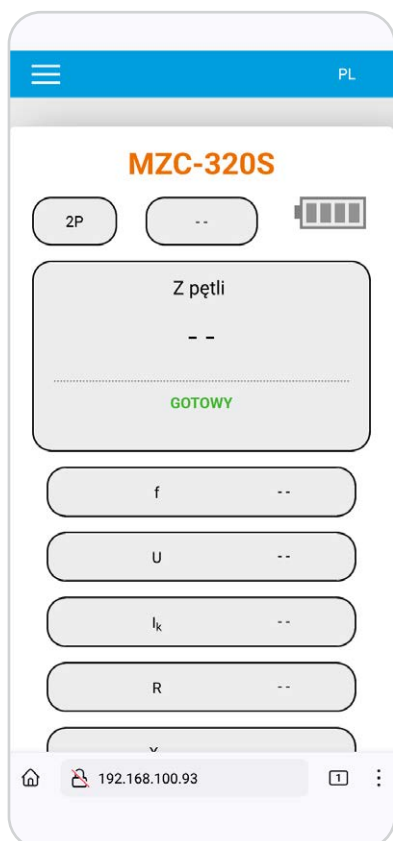 PL
MZC-320S
2P
--
Z pętli
--
GOTOWY
f --
U --
Ik --
R --
X
192.168.100.93
1